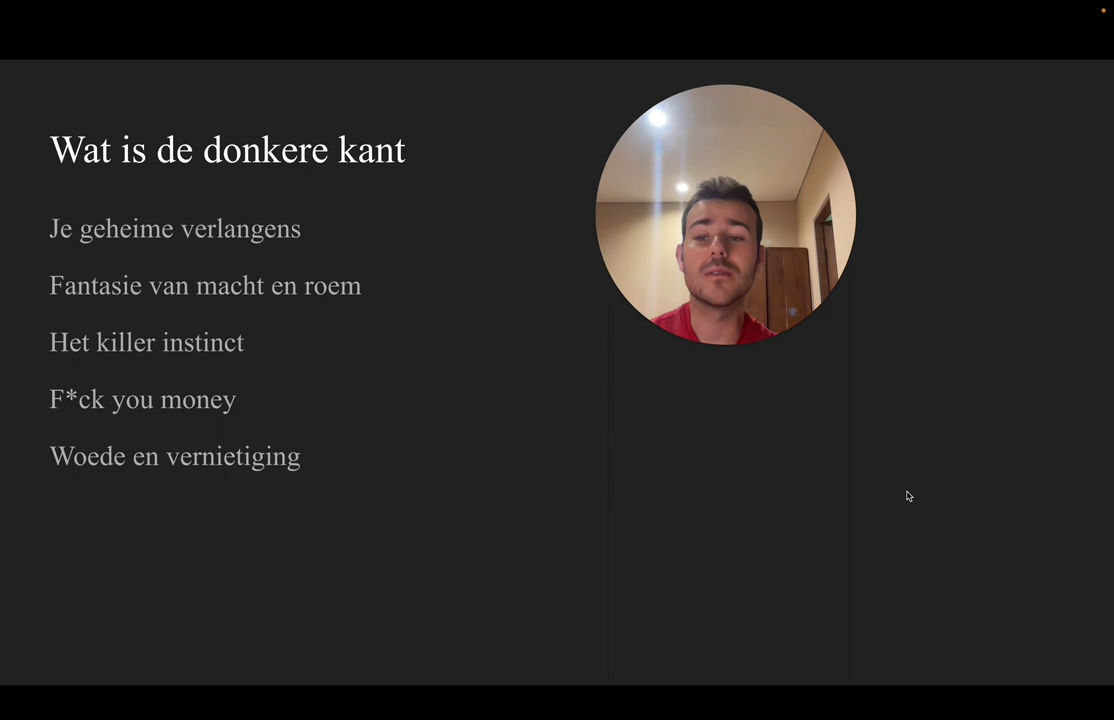 Wat is de donkere kant
Je geheime verlangens
Fantasie van macht en roem
Het killer instinct
F*ck you money
Woede en vernietiging